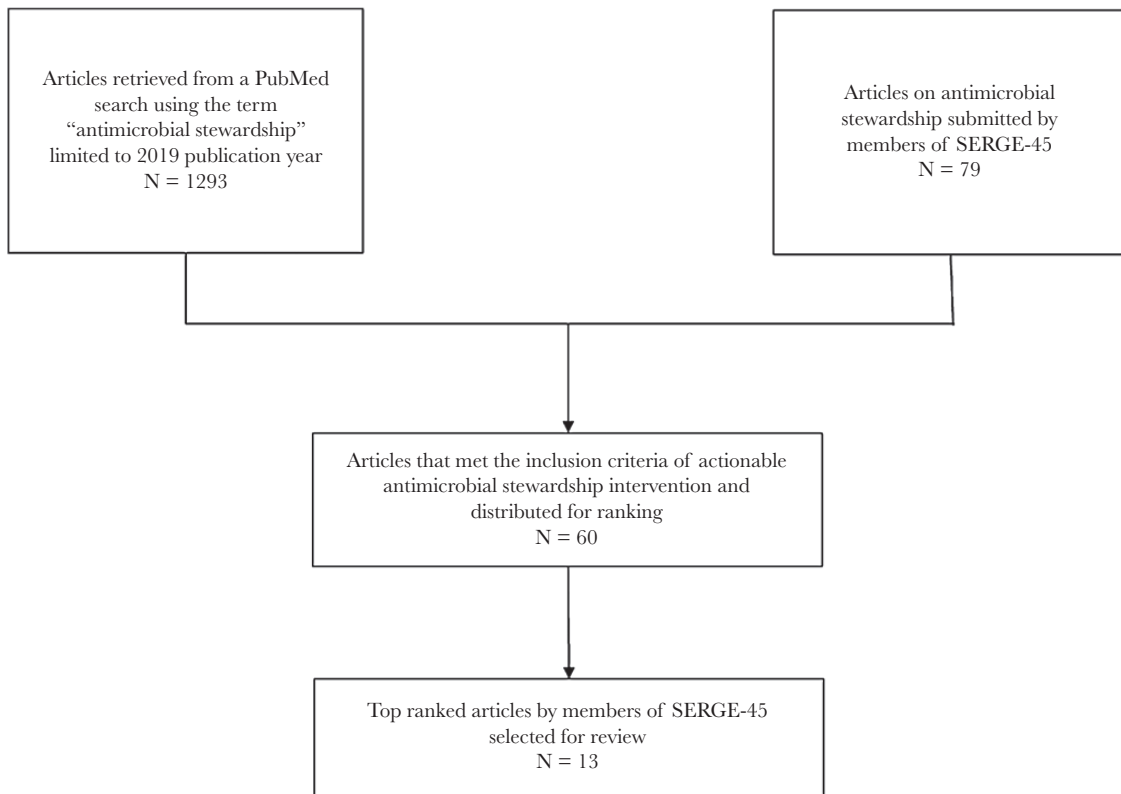 Articles retrieved from a PubMed
search using the term
“antimicrobial stewardship”
limited to 2019 publication year
N = 1293
Articles on antimicrobial
stewardship submitted by
members of SERGE-45
N = 79
Articles that met the inclusion criteria of actionable
antimicrobial stewardship intervention and
distributed for ranking
N = 60
Top ranked articles by members of SERGE-45
selected for review
N = 13